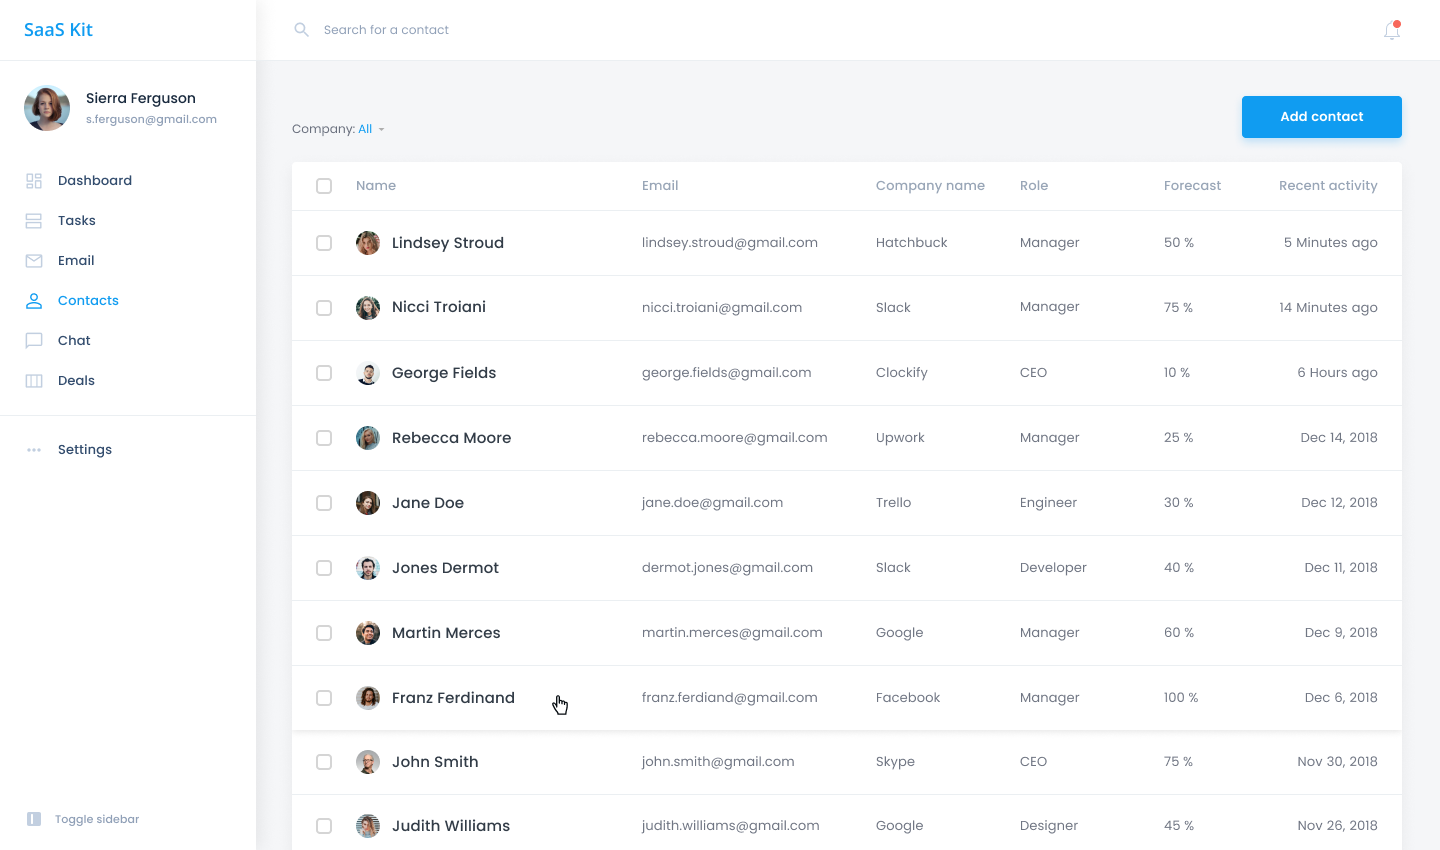 SaaS Kit
Search for a contact
Sierra Ferguson
s.ferguson@gmail.com
Dashboard
Tasks
Email
Contacts
Chat
Deals
Settings
Toggle sidebar
Company: All
Add contact
Name Email Company name Role Forecast Recent activity
Lindsey Stroud lindsey.stroud@gmail.com Hatchbuck Manager 50 % 5 Minutes ago
Nicci Troiani nicci.troiani@gmail.com Slack Manager 75 % 14 Minutes ago
George Fields george.fields@gmail.com Clockify CEO 10 % 6 Hours ago
Rebecca Moore rebecca.moore@gmail.com Upwork Manager 25 % Dec 14, 2018
Jane Doe jane.doe@gmail.com Trello Engineer 30 % Dec 12, 2018
Jones Dermot dermot.jones@gmail.com Slack Developer 40 % Dec 11, 2018
Martin Merces martin.merces@gmail.com Google Manager 60 % Dec 9, 2018
Franz Ferdinand franz.ferdiand@gmail.com Facebook Manager 100 % Dec 6, 2018
John Smith john.smith@gmail.com Skype CEO 75 % Nov 30, 2018
Judith Williams judith.williams@gmail.com Google Designer 45 % Nov 26, 2018